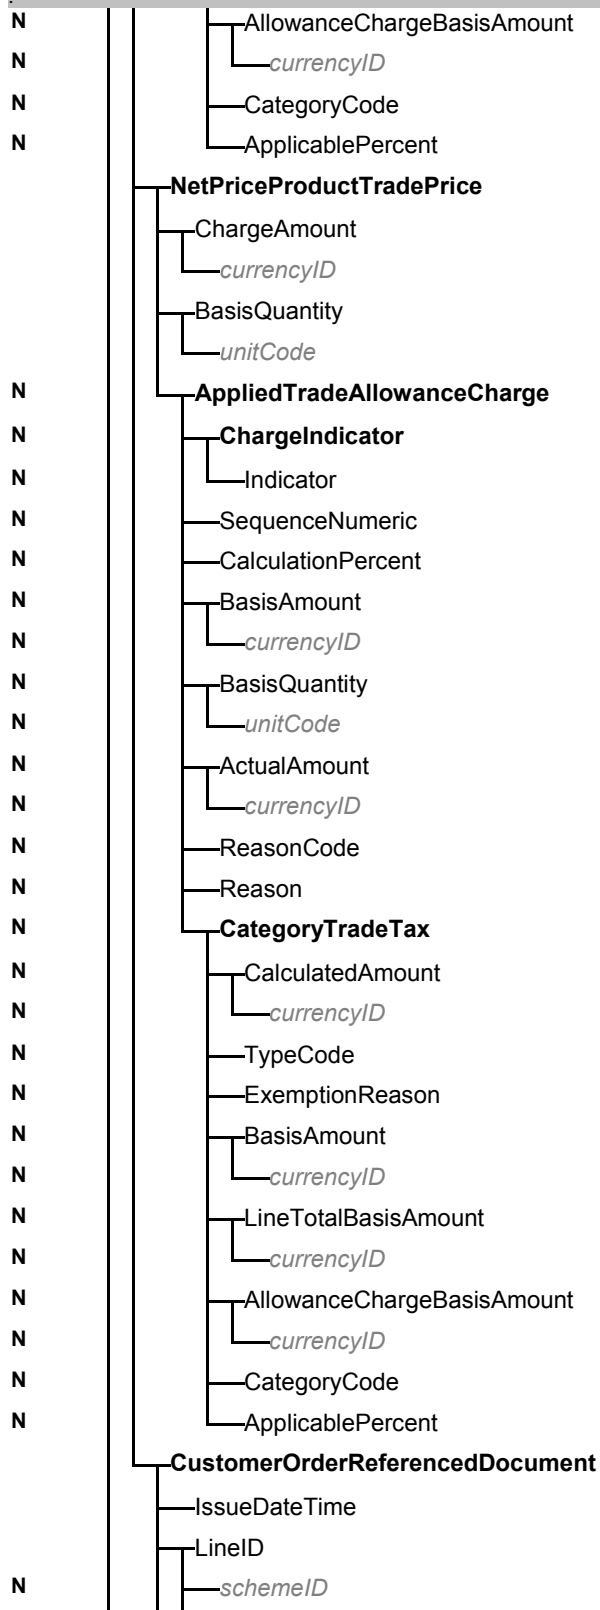 N AllowanceChargeBasisAmount
N currencyID
N CategoryCode
N ApplicablePercent
NetPriceProductTradePrice
ChargeAmount
currencyID
BasisQuantity
unitCode
N AppliedTradeAllowanceCharge
N ChargeIndicator
N Indicator
N SequenceNumeric
N CalculationPercent
N BasisAmount
N currencyID
N BasisQuantity
N unitCode
N ActualAmount
N currencyID
N ReasonCode
N Reason
N CategoryTradeTax
N CalculatedAmount
N currencyID
N TypeCode
N ExemptionReason
N BasisAmount
N currencyID
N LineTotalBasisAmount
N currencyID
N AllowanceChargeBasisAmount
N currencyID
N CategoryCode
N ApplicablePercent
CustomerOrderReferencedDocument
IssueDateTime
LineID
N schemeID